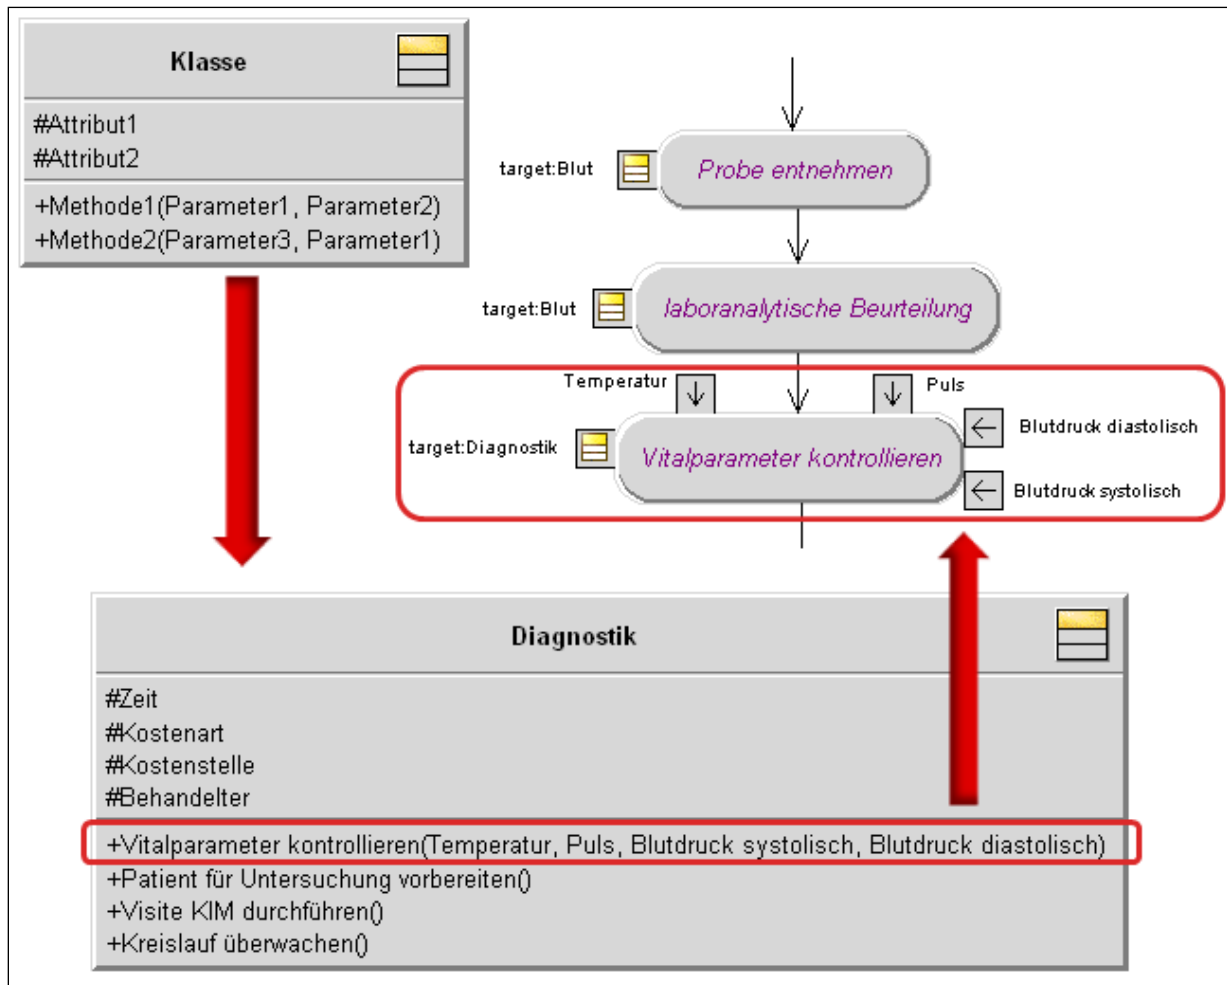 Klasse
#Attribut1
#Attribut2
+Methode1(Parameter1, Parameter2)
+Methode2(Parameter3, Parameter1)
target:Blut
Probe entnehmen
target:Blut
laboranalytische Beurteilung
Temperatur
Puls
target:Diagnostik
Vitalparameter kontrollieren
Blutdruck diastolisch
Blutdruck systolisch
Diagnostik
#Zeit
#Kostenart
#Kostenstelle
#Behandelter
+Vitalparameter kontrollieren(Temperatur, Puls, Blutdruck systolisch, Blutdruck diastolisch)
+Patient für Untersuchung vorbereiten()
+Visite KIM durchführen()
+Kreislauf überwachen()